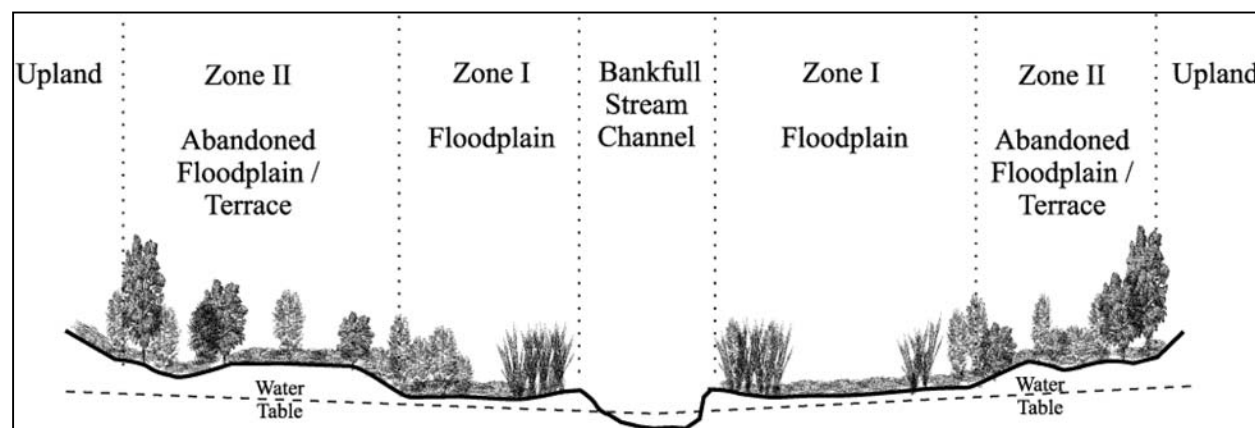 Upland
Zone II
Abandoned
Floodplain /
Terrace
Zone I
Floodplain
Bankfull
Stream
Channel
Zone I
Floodplain
Zone II
Abandoned
Floodplain /
Terrace
Upland
Water
Table
Water
Table